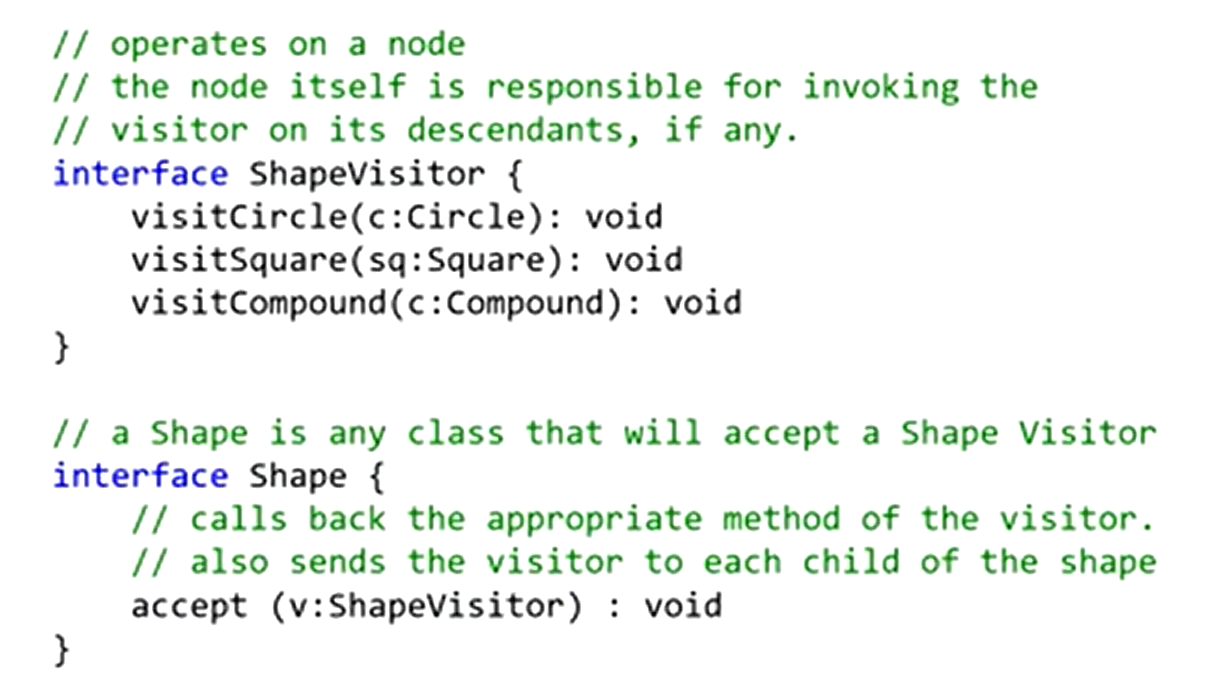 // operates on a node
// the node itself is responsible for invoking the
// visitor on its descendants, if any.
interface ShapeVisitor {
    visitCircle(c:Circle): void
    visitSquare(sq:Square): void
    visitCompound(c:Compound): void
}

// a Shape is any class that will accept a Shape Visitor
interface Shape {
    // calls back the appropriate method of the visitor.
    // also sends the visitor to each child of the shape
    accept (v:ShapeVisitor) : void
}